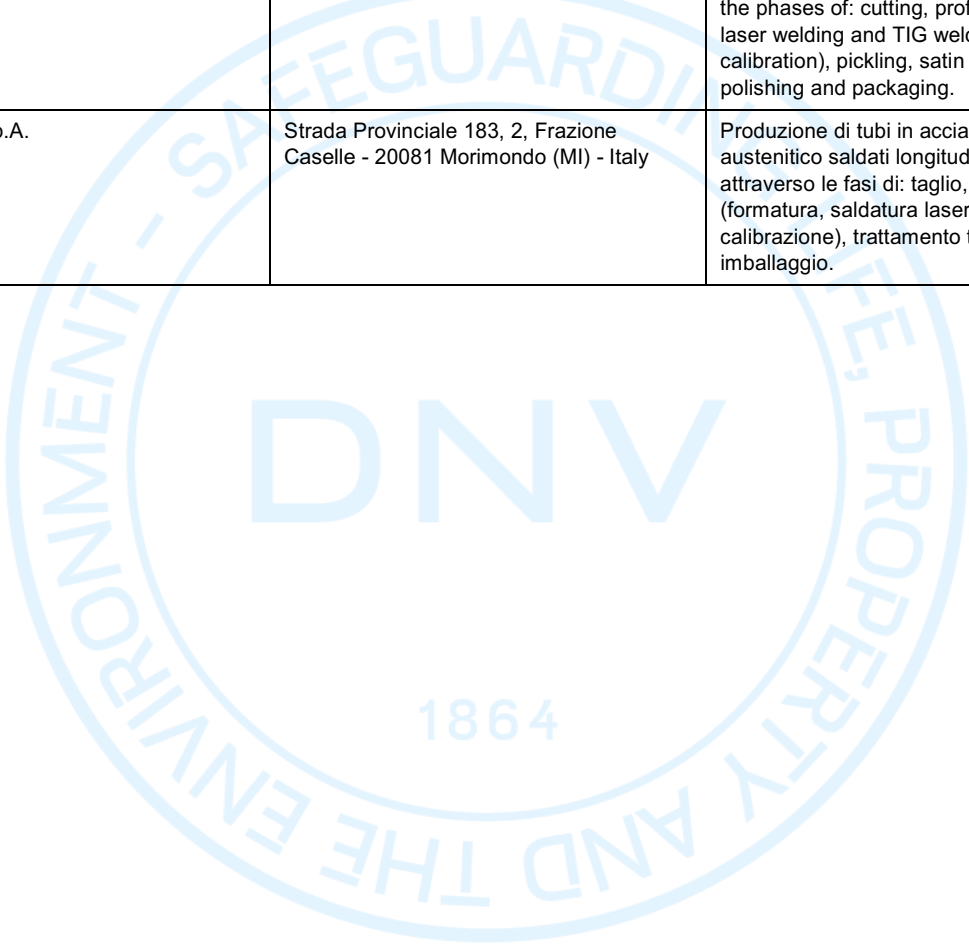 the phases of: cutting, prof
laser welding and TIG weld
calibration), pickling, satin
polishing and packaging.
.A.
Strada Provinciale 183, 2, Frazione
Caselle - 20081 Morimondo (MI) - Italy
Produzione di tubi in accia
austenitico saldati longitud
attraverso le fasi di: taglio,
(formatura, saldatura laser
calibrazione), trattamento t
imballaggio.
SAFEGUARDING LIFE, PROPERTY AND THE ENVIRONMENT -
DNV
1864